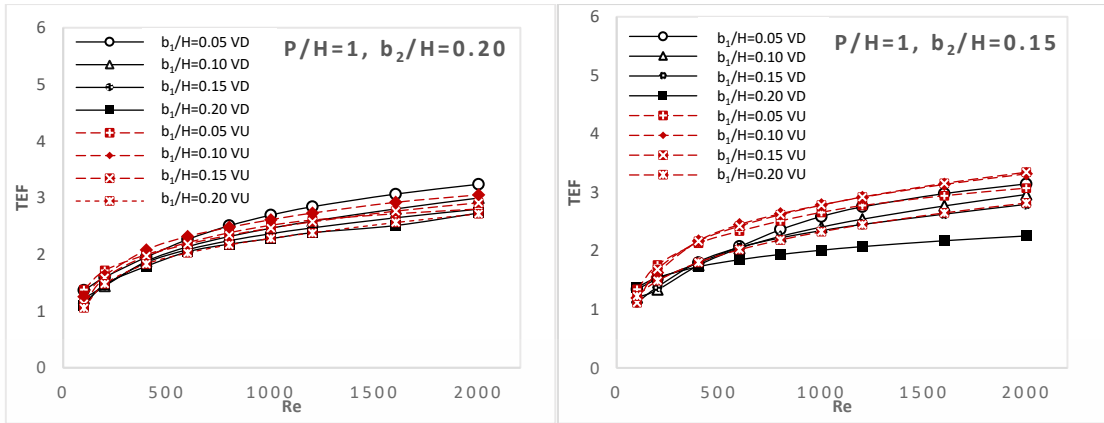 P/H=1, b₂/H=0.20
6
5
4
3
2
1
0
TEF
b₁/H=0.05 VD
b₁/H=0.10 VD
b₁/H=0.15 VD
b₁/H=0.20 VD
b₁/H=0.05 VU
b₁/H=0.10 VU
b₁/H=0.15 VU
b₁/H=0.20 VU
0 500 1000 1500 2000
Re
P/H=1, b₂/H=0.15
6
5
4
3
2
1
0
TEF
b₁/H=0.05 VD
b₁/H=0.10 VD
b₁/H=0.15 VD
b₁/H=0.20 VD
b₁/H=0.05 VU
b₁/H=0.10 VU
b₁/H=0.15 VU
b₁/H=0.20 VU
0 500 1000 1500 2000
Re